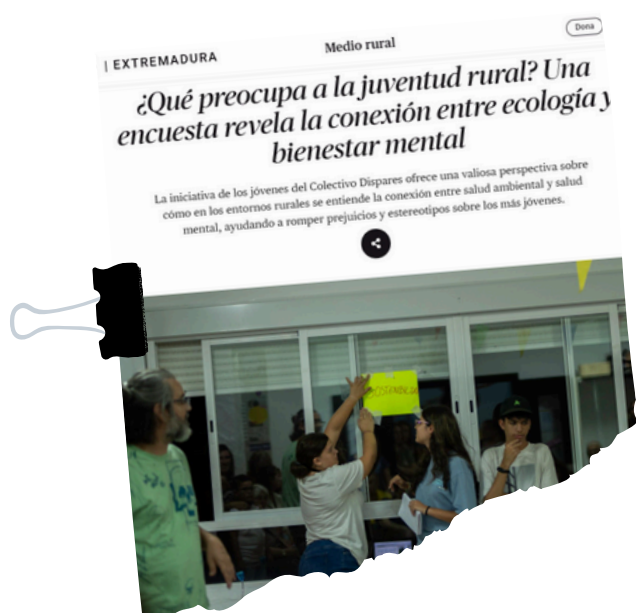 | EXTREMADURA
Medio rural
Dona
¿Qué preocupa a la juventud rural? Una
encuesta revela la conexión entre ecología y
bienestar mental
La iniciativa de los jóvenes del Colectivo Dispares ofrece una valiosa perspectiva sobre
cómo en los entornos rurales se entiende la conexión entre salud ambiental y salud
mental, ayudando a romper prejuicios y estereotipos sobre los más jóvenes.